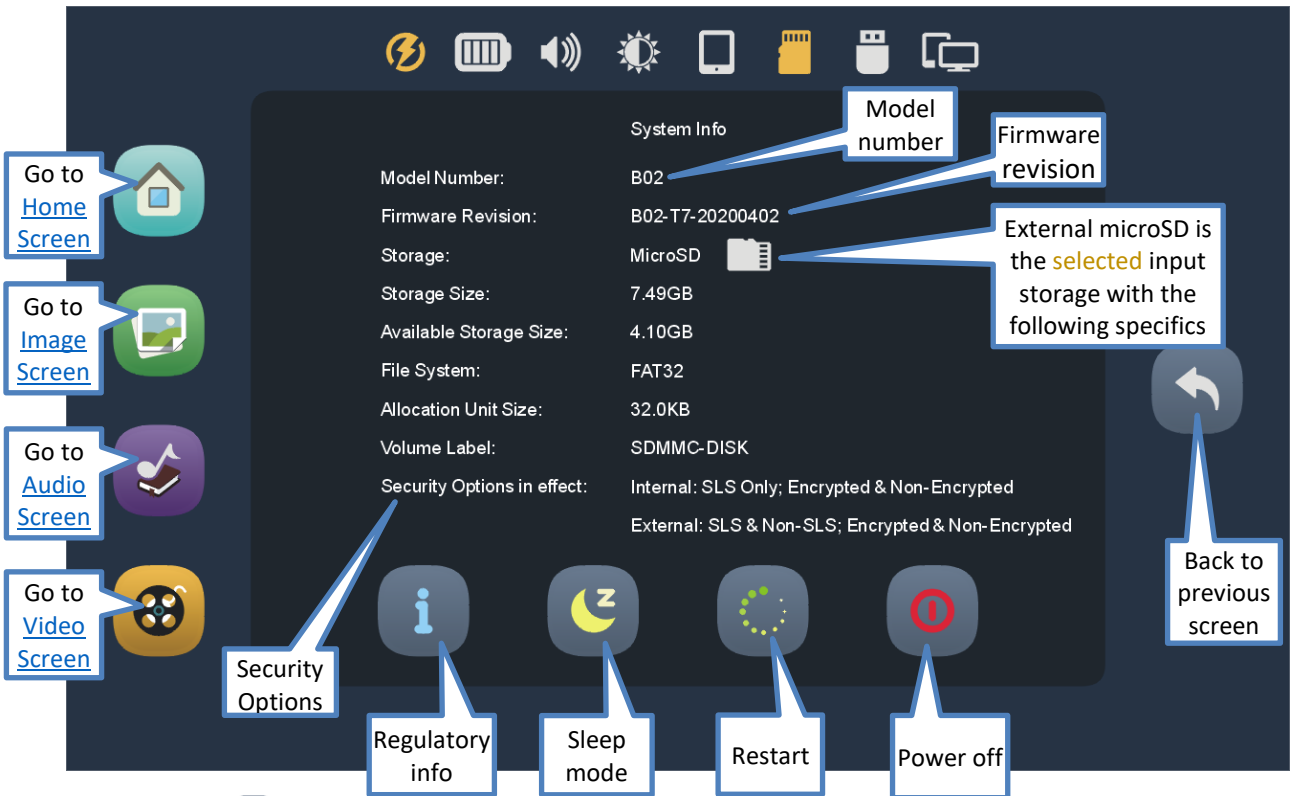 System Info
Model Number: B02
Firmware Revision: B02-T7-20200402
Storage: MicroSD
Storage Size: 7.49GB
Available Storage Size: 4.10GB
File System: FAT32
Allocation Unit Size: 32.0KB
Volume Label: SDMMC-DISK
Security Options in effect: Internal: SLS Only; Encrypted & Non-Encrypted
External: SLS & Non-SLS; Encrypted & Non-Encrypted
Model
number
Firmware
revision
External microSD is
the selected input
storage with the
following specifics
Go to
Home
Screen
Go to
Image
Screen
Go to
Audio
Screen
Go to
Video
Screen
Back to
previous
screen
Security
Options
Regulatory
info
Z
Sleep
mode
Restart
Power off